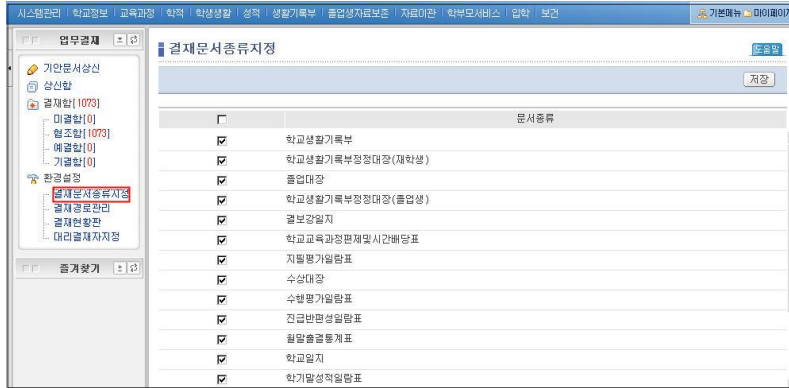 시스템관리 | 학교정보 | 교육과정 | 학적 | 학생생활 | 성적 | 생활기록부 | 졸업생자료보존 | 자료이관 | 학부모서비스 | 입학 | 보건
기본메뉴 마이페이지
업무결재
기안문서상신
상신함
결재함[1073]
미결함[0]
협조함[1073]
예결함[0]
기결함[0]
환경설정
결재문서종류지정
결재경로관리
결재현황판
대리결재자지정
즐겨찾기
결재문서종류지정
도움말
저장
문서종류
학교생활기록부
학교생활기록부정정대장(재학생)
졸업대장
학교생활기록부정정대장(졸업생)
결보강일지
학교교육과정편제및시간배당표
지필평가일람표
수상대장
수행평가일람표
진급반편성일람표
월말출결통계표
학교일지
학기말성적일람표